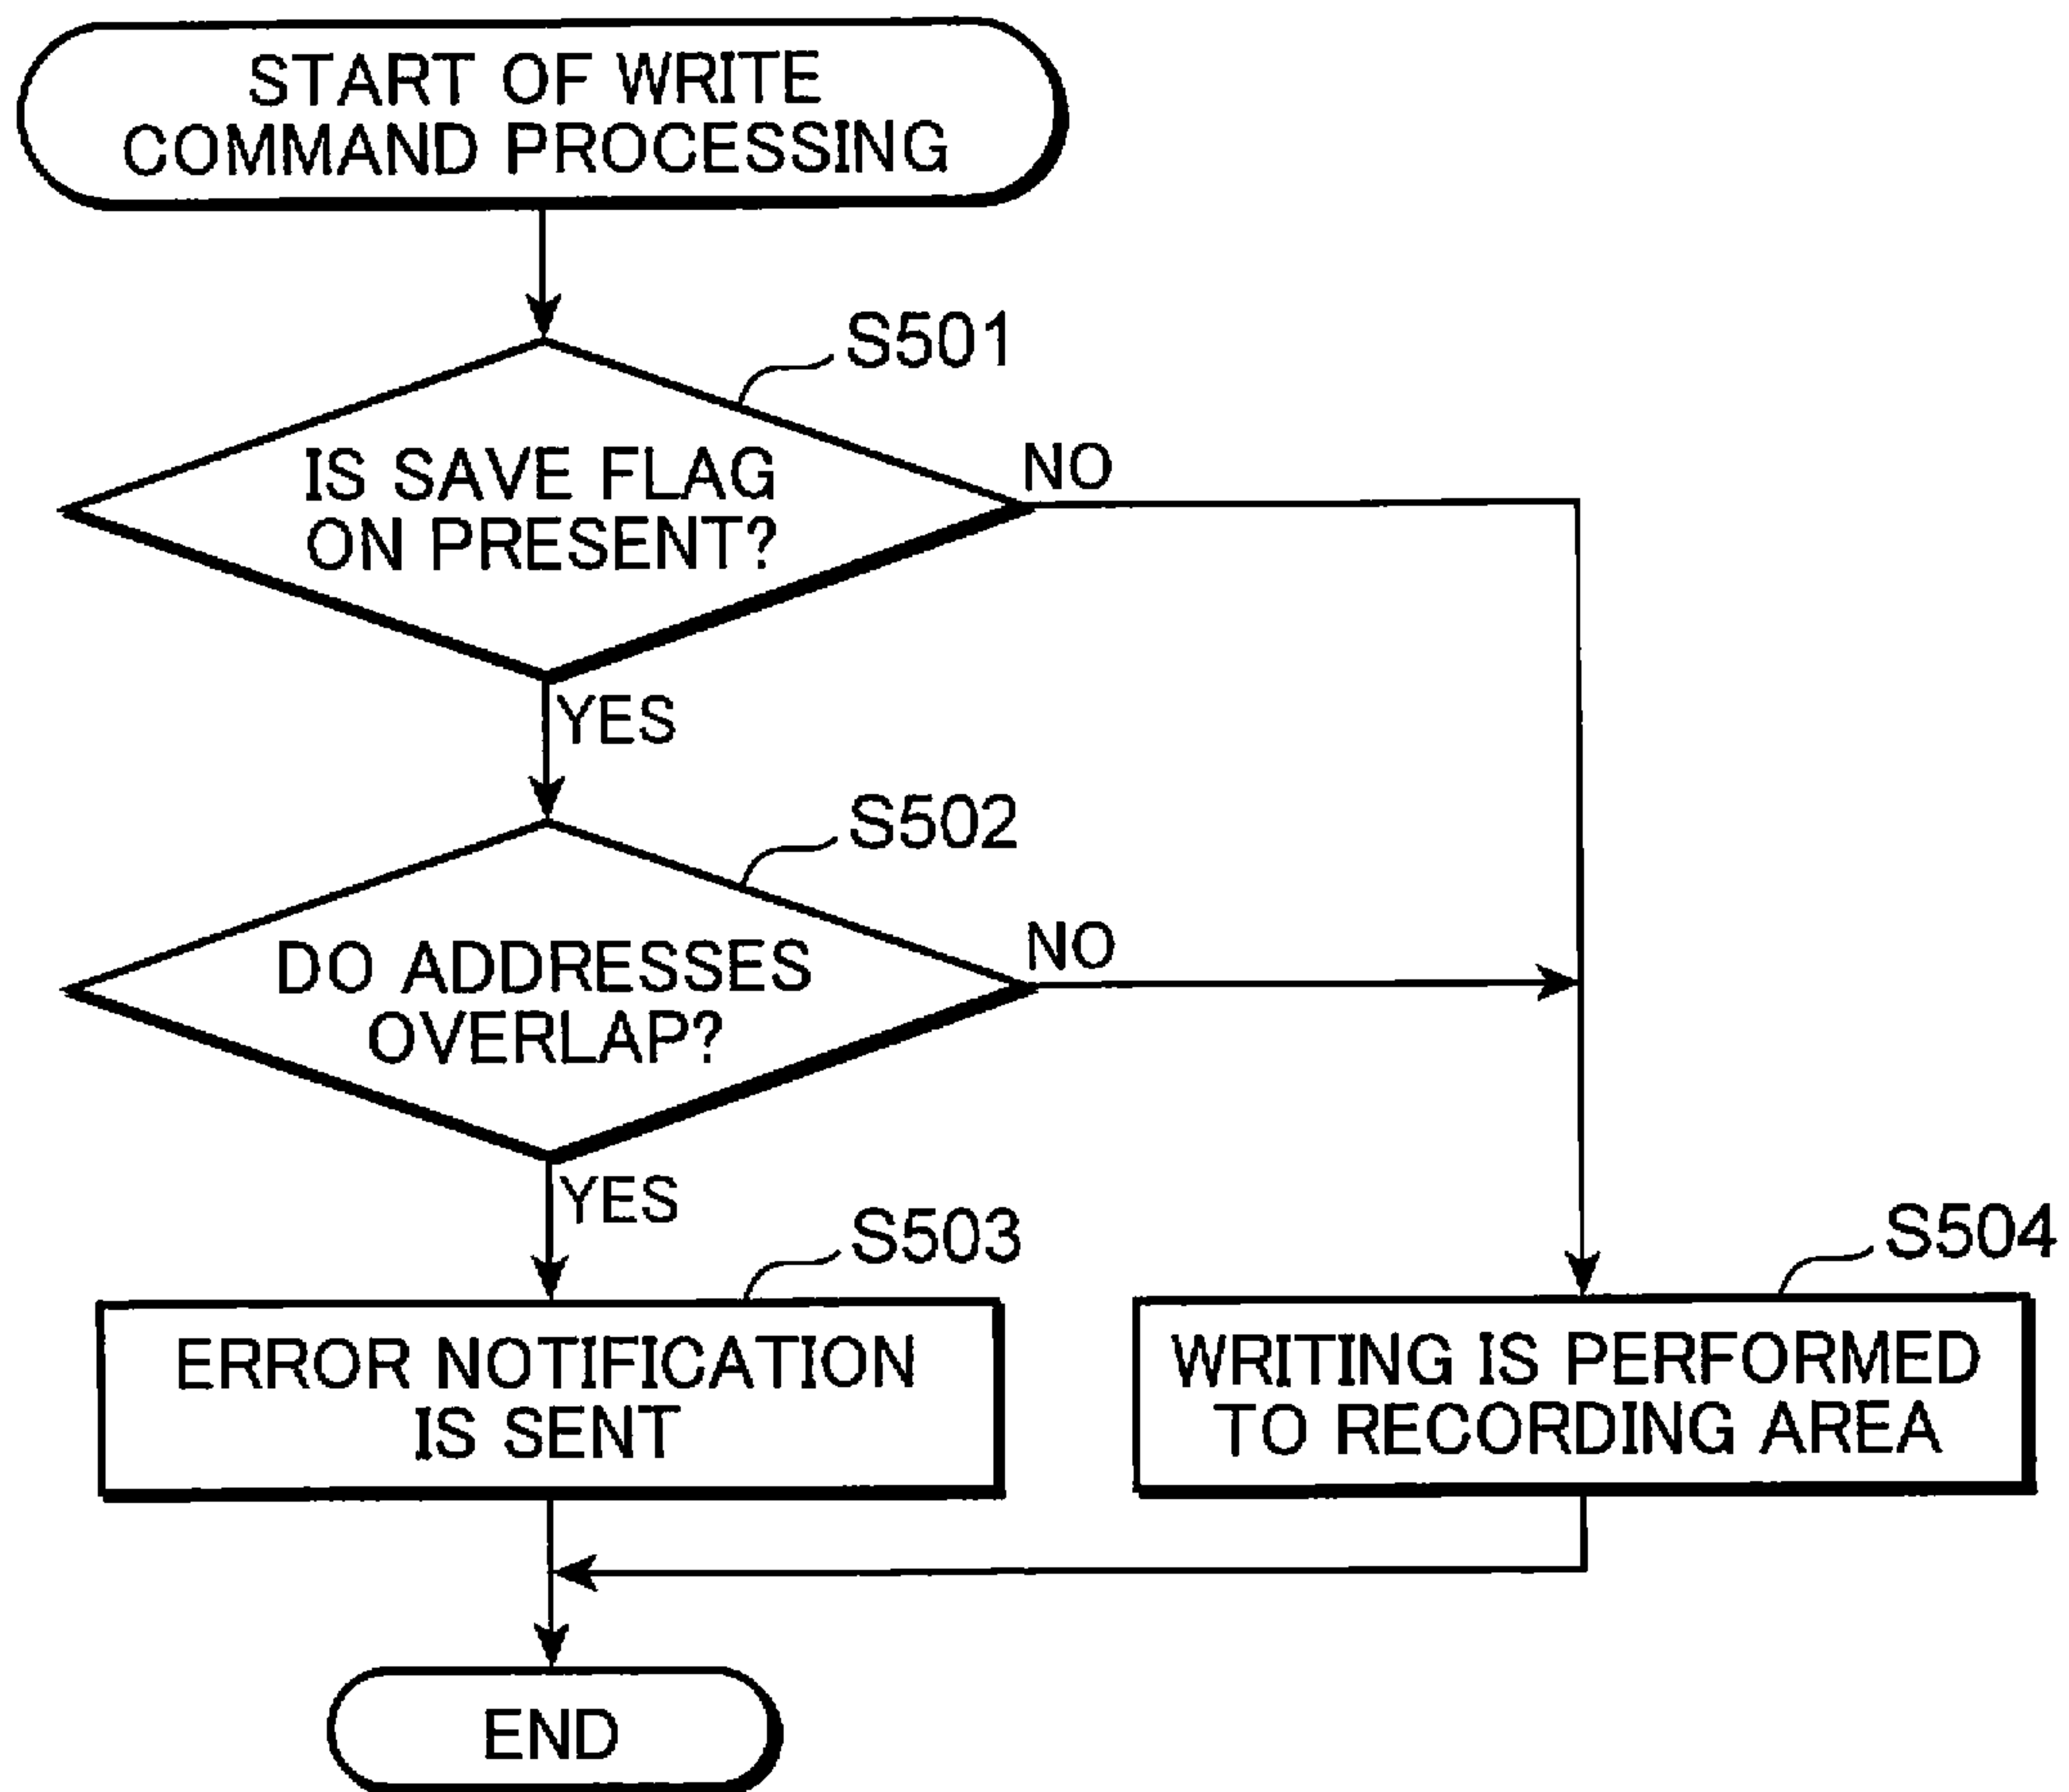 START OF WRITE
COMMAND PROCESSING
S501
IS SAVE FLAG
ON PRESENT?
NO
YES
S502
DO ADDRESSES
OVERLAP?
NO
YES
S503
ERROR NOTIFICATION
IS SENT
S504
WRITING IS PERFORMED
TO RECORDING AREA
END